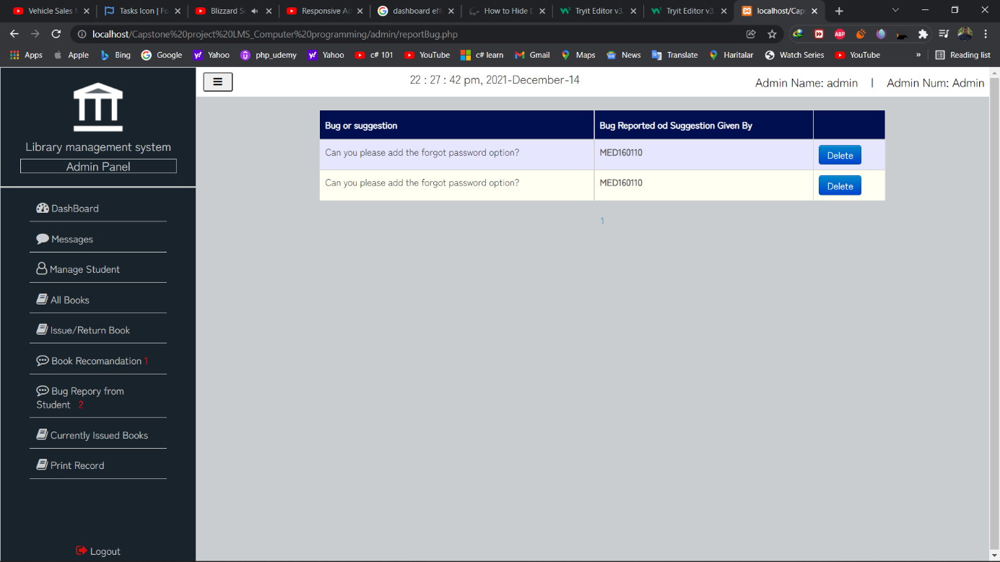 Vehicle Sales M
Tasks Icon | Fo
Blizzard S
Responsive Ad
dashboard eff
How to Hide D
Tryit Editor v3.
Tryit Editor v3.
localhost/Cap
localhost/Capstone%20project%20LMS_Computer%20programming/admin/reportBug.php
Apps
Apple
Bing
Google
Yahoo
php_udemy
Yahoo
c# 101
YouTube
c# learn
Gmail
Maps
News
Translate
Haritalar
Watch Series
YouTube
»
Reading list
Library management system
Admin Panel
DashBoard
Messages
Manage Student
All Books
Issue/Return Book
Book Recomandation 1
Bug Repory from
Student 2
Currently Issued Books
Print Record
Logout
22 : 27 : 42 pm, 2021-December-14
Admin Name: admin | Admin Num: Admin
Bug or suggestion
Bug Reported od Suggestion Given By
Can you please add the forgot password option?
MED160110
Delete
Can you please add the forgot password option?
MED160110
Delete
1